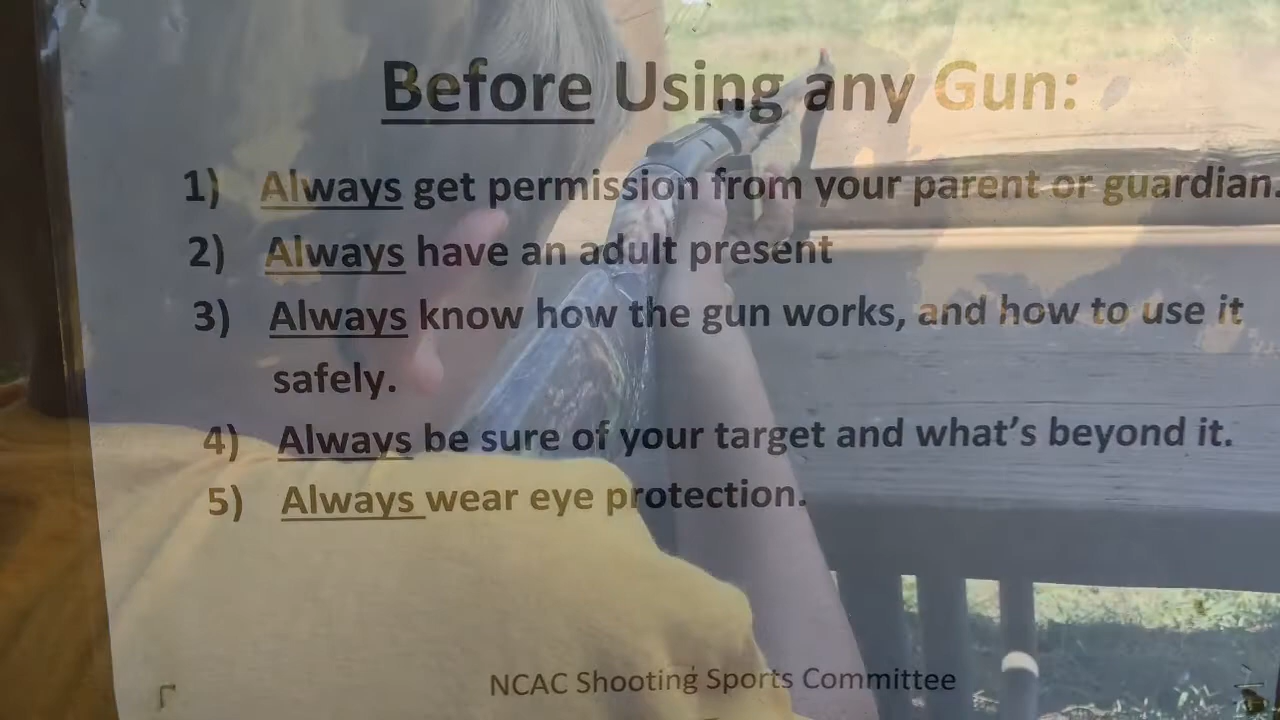 Before Using any Gun:
1) Always get permission from your parent or guardian.
2) Always have an adult present
3) Always know how the gun works, and how to use it
safely.
4) Always be sure of your target and what's beyond it.
5) Always wear eye protection.
NCAC Shooting Sports Committee